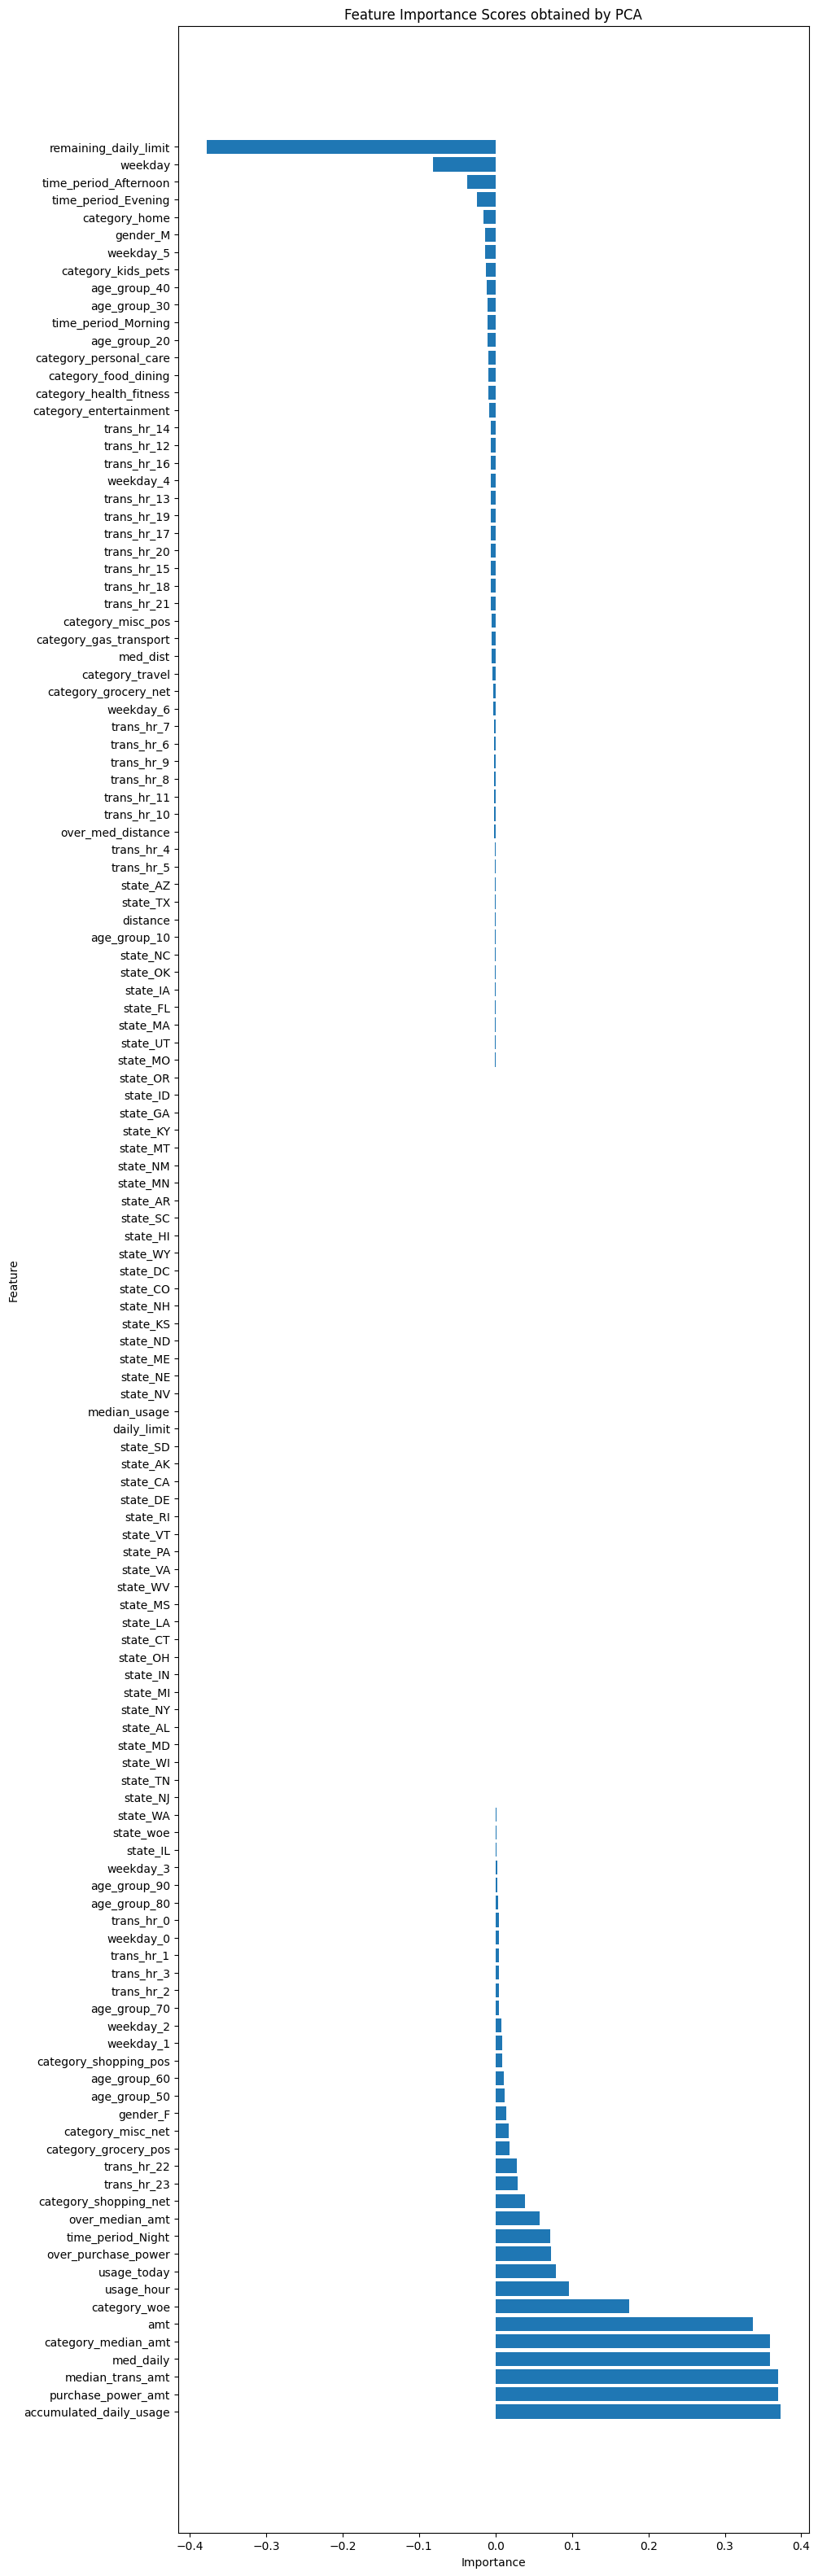 Feature Importance Scores obtained by PCA
remaining_daily_limit
weekday
time_period_Afternoon
time_period_Evening
category_home
gender_M
weekday_5
category_kids_pets
age_group_40
age_group_30
time_period_Morning
age_group_20
category_personal_care
category_food_dining
category_health_fitness
category_entertainment
trans_hr_14
trans_hr_12
trans_hr_16
weekday_4
trans_hr_13
trans_hr_19
trans_hr_17
trans_hr_20
trans_hr_15
trans_hr_18
trans_hr_21
category_misc_pos
category_gas_transport
med_dist
category_travel
category_grocery_net
weekday_6
trans_hr_7
trans_hr_6
trans_hr_9
trans_hr_8
trans_hr_11
trans_hr_10
over_med_distance
trans_hr_4
trans_hr_5
state_AZ
state_TX
distance
age_group_10
state_NC
state_OK
state_IA
state_FL
state_MA
state_UT
state_MO
state_OR
state_ID
state_GA
state_KY
state_MT
state_NM
state_MN
state_AR
state_SC
state_HI
state_WY
state_DC
state_CO
state_NH
state_KS
state_ND
state_ME
state_NE
state_NV
median_usage
daily_limit
state_SD
state_AK
state_CA
state_DE
state_RI
state_VT
state_PA
state_VA
state_WV
state_MS
state_LA
state_CT
state_OH
state_IN
state_MI
state_NY
state_AL
state_MD
state_WI
state_TN
state_NJ
state_WA
state_woe
state_IL
weekday_3
age_group_90
age_group_80
trans_hr_0
weekday_0
trans_hr_1
trans_hr_3
trans_hr_2
age_group_70
weekday_2
weekday_1
category_shopping_pos
age_group_60
age_group_50
gender_F
category_misc_net
category_grocery_pos
trans_hr_22
trans_hr_23
category_shopping_net
over_median_amt
time_period_Night
over_purchase_power
usage_today
usage_hour
category_woe
amt
category_median_amt
med_daily
median_trans_amt
purchase_power_amt
accumulated_daily_usage
Feature
−0.4 −0.3 −0.2 −0.1 0.0 0.1 0.2 0.3 0.4
Importance